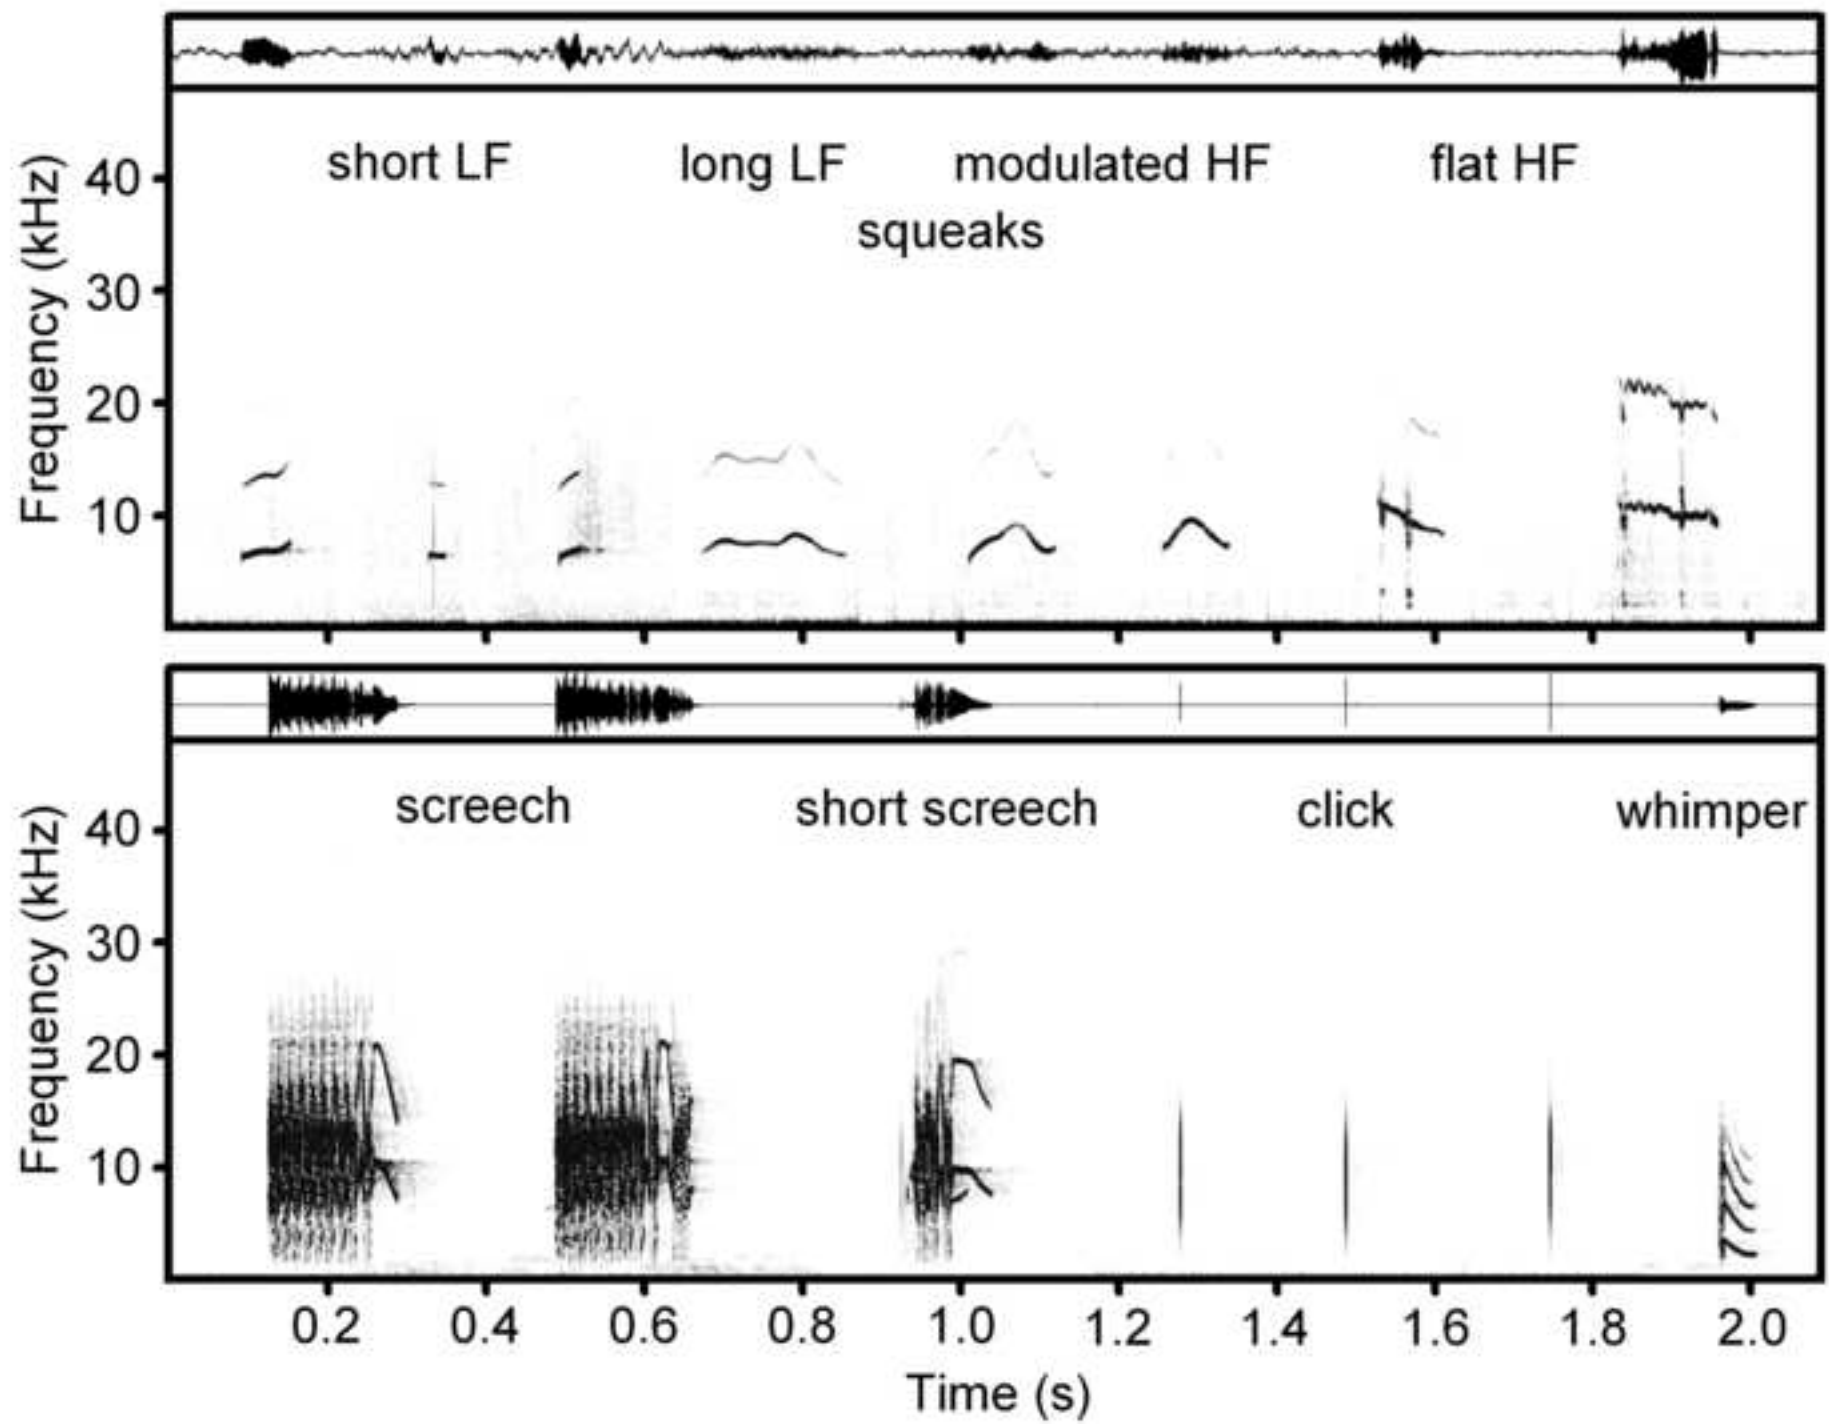 short LF long LF modulated HF flat HF
squeaks
Frequency (kHz)
40
30
20
10
screech short screech click whimper
Frequency (kHz)
40
30
20
10
0.2 0.4 0.6 0.8 1.0 1.2 1.4 1.6 1.8 2.0
Time (s)